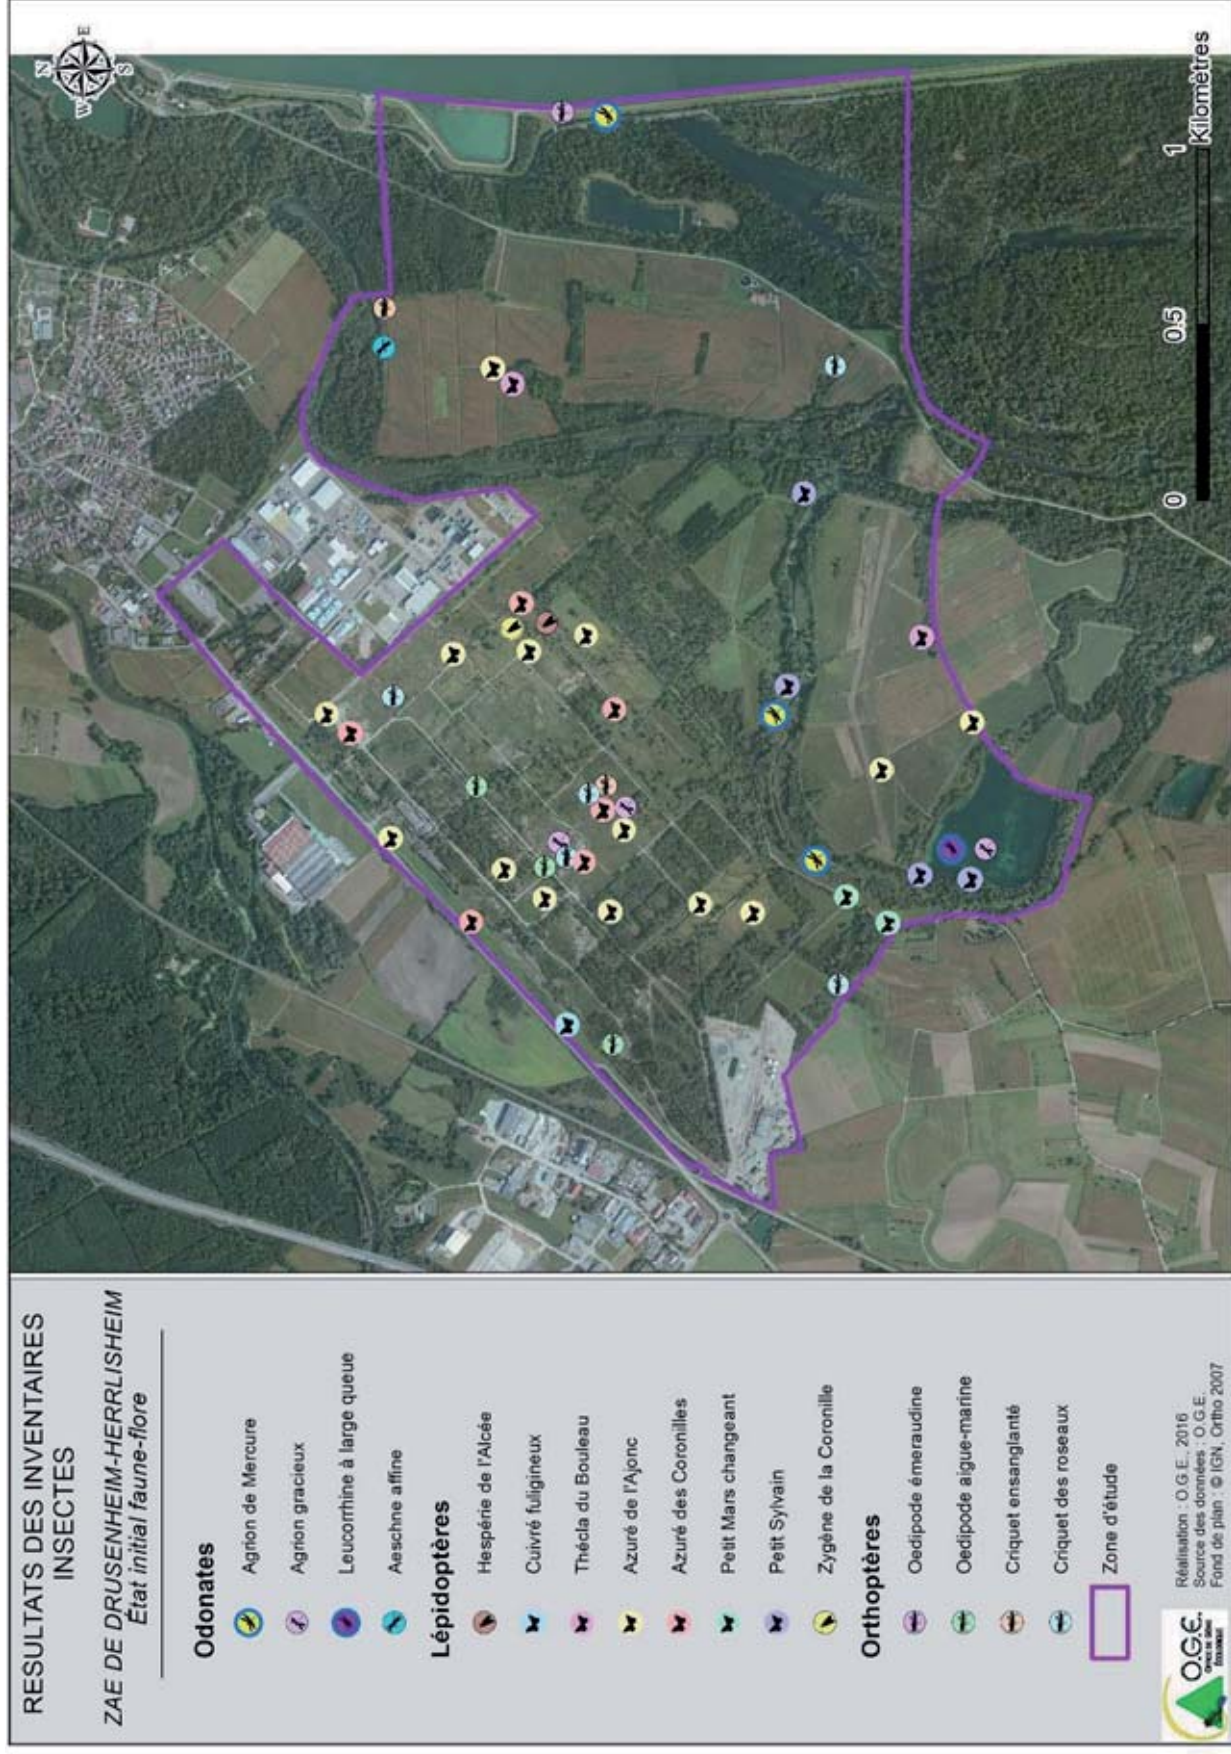 RESULTATS DES INVENTAIRES
INSECTES
ZAE DE DRUSENHEIM-HERRLISHEIM
État initial faune-flore
Odonates
Agrion de Mercure
Agrion gracieux
Leucorrhine à large queue
Aeschne affine
Lépidoptères
Hespérie de l'Alcée
Cuivré fuligineux
Thécla du Bouleau
Azuré de l'Ajonc
Azuré des Coronilles
Petit Mars changeant
Petit Sylvain
Zygène de la Coronille
Orthoptères
Oedipode émeraudine
Oedipode aigue-marine
Criquet ensanglanté
Criquet des roseaux
Zone d'étude
O.G.E.
OFFICE DE GÉNIE
ÉCOLOGIQUE
Réalisation : O.G.E., 2016
Source des données : O.G.E.
Fond de plan : © IGN, Ortho 2007
N
E
S
W
0
0.5
1
Kilomètres